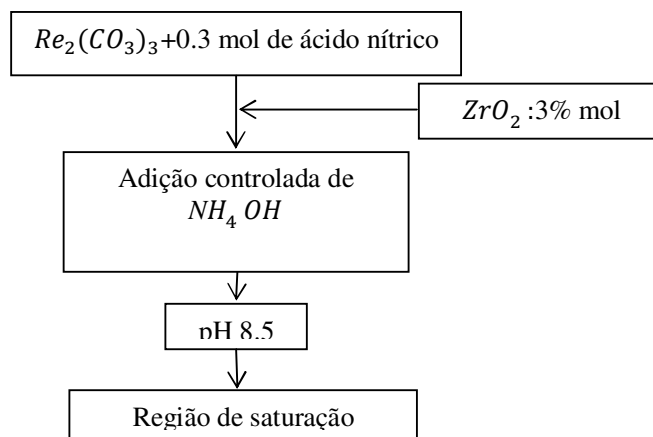 Re₂(CO₃)₃+0.3 mol de ácido nítrico
ZrO₂ :3% mol
Adição controlada de
NH₄ OH
pH 8.5
Região de saturação